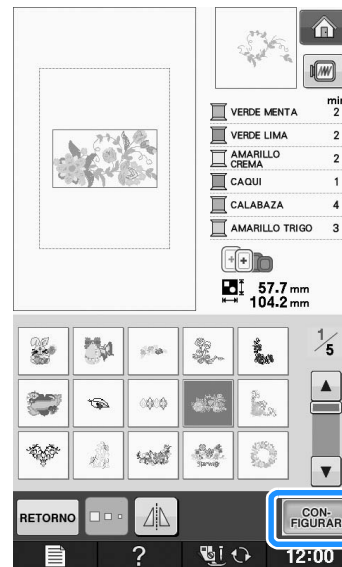 min
VERDE MENTA 2
VERDE LIMA 2
AMARILLO
CREMA 2
CAQUI 1
CALABAZA 4
AMARILLO TRIGO 3
57.7 mm
104.2 mm
1/5
Spring
RETORNO
CON-
FIGURAR
?
12:00